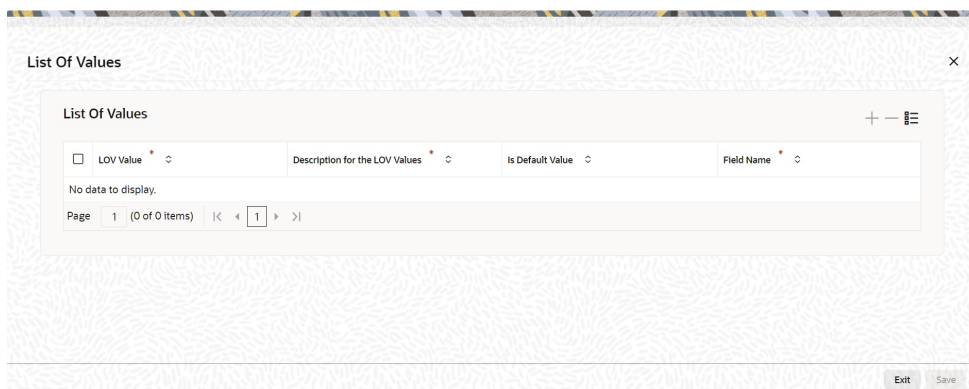 List Of Values
List Of Values
LOV Value * Description for the LOV Values * Is Default Value Field Name *
No data to display.
Page 1 (0 of 0 items) 1
Exit Save